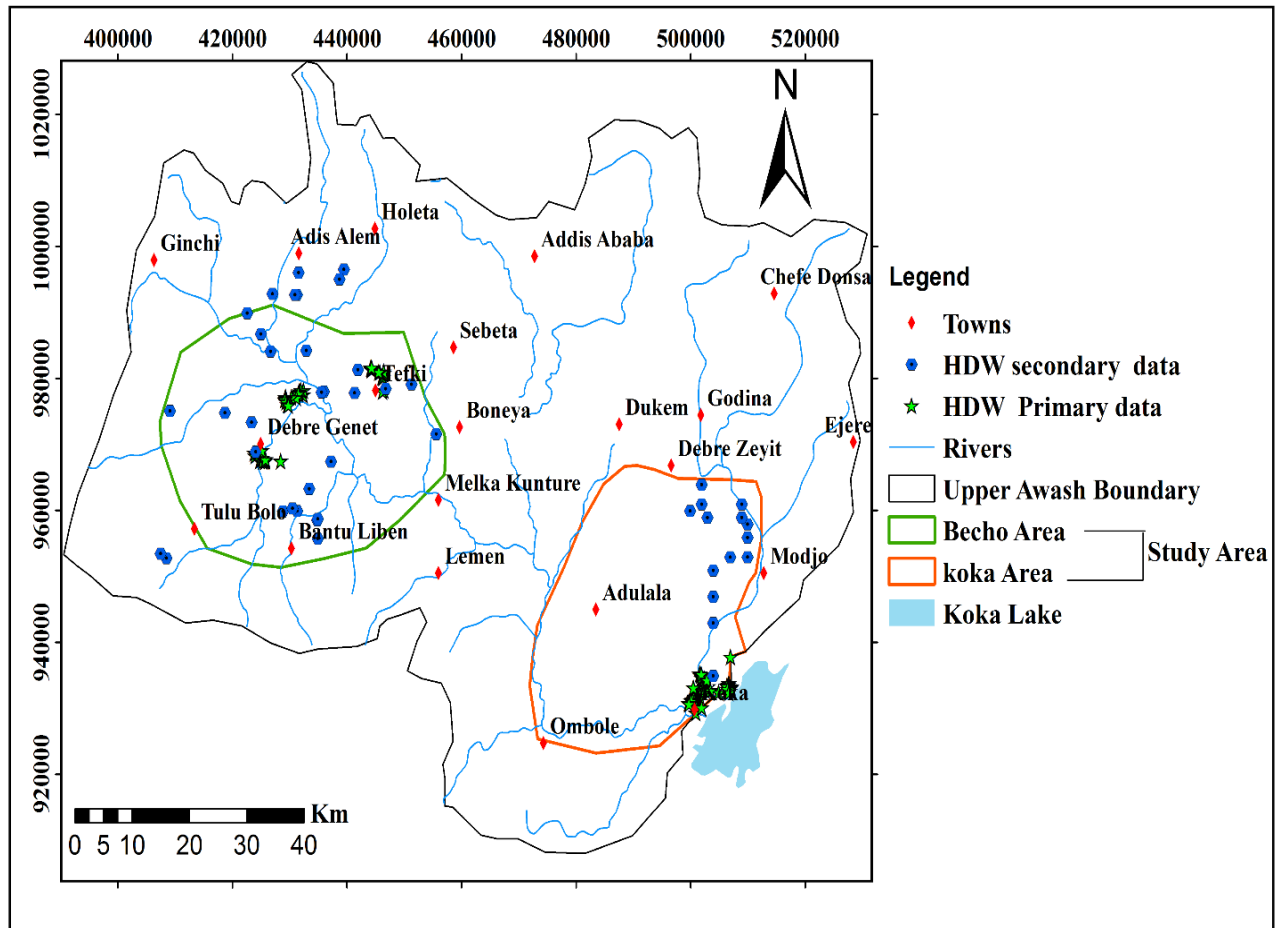 400000 420000 440000 460000 480000 500000 520000
1020000
1000000
980000
960000
940000
920000
N
Holeta
Ginchi
Adis Alem
Addis Ababa
Chefe Donsa
Sebeta
Tefki
Boneya
Dukem
Godina
Ejere
Debre Genet
Debre Zeyit
Melka Kunture
Tulu Bolo
Bantu Liben
Lemen
Modjo
Adulala
Koka
Ombole
Km
0 5 10 20 30 40
Legend
Towns
HDW secondary data
HDW Primary data
Rivers
Upper Awash Boundary
Becho Area
koka Area
Study Area
Koka Lake